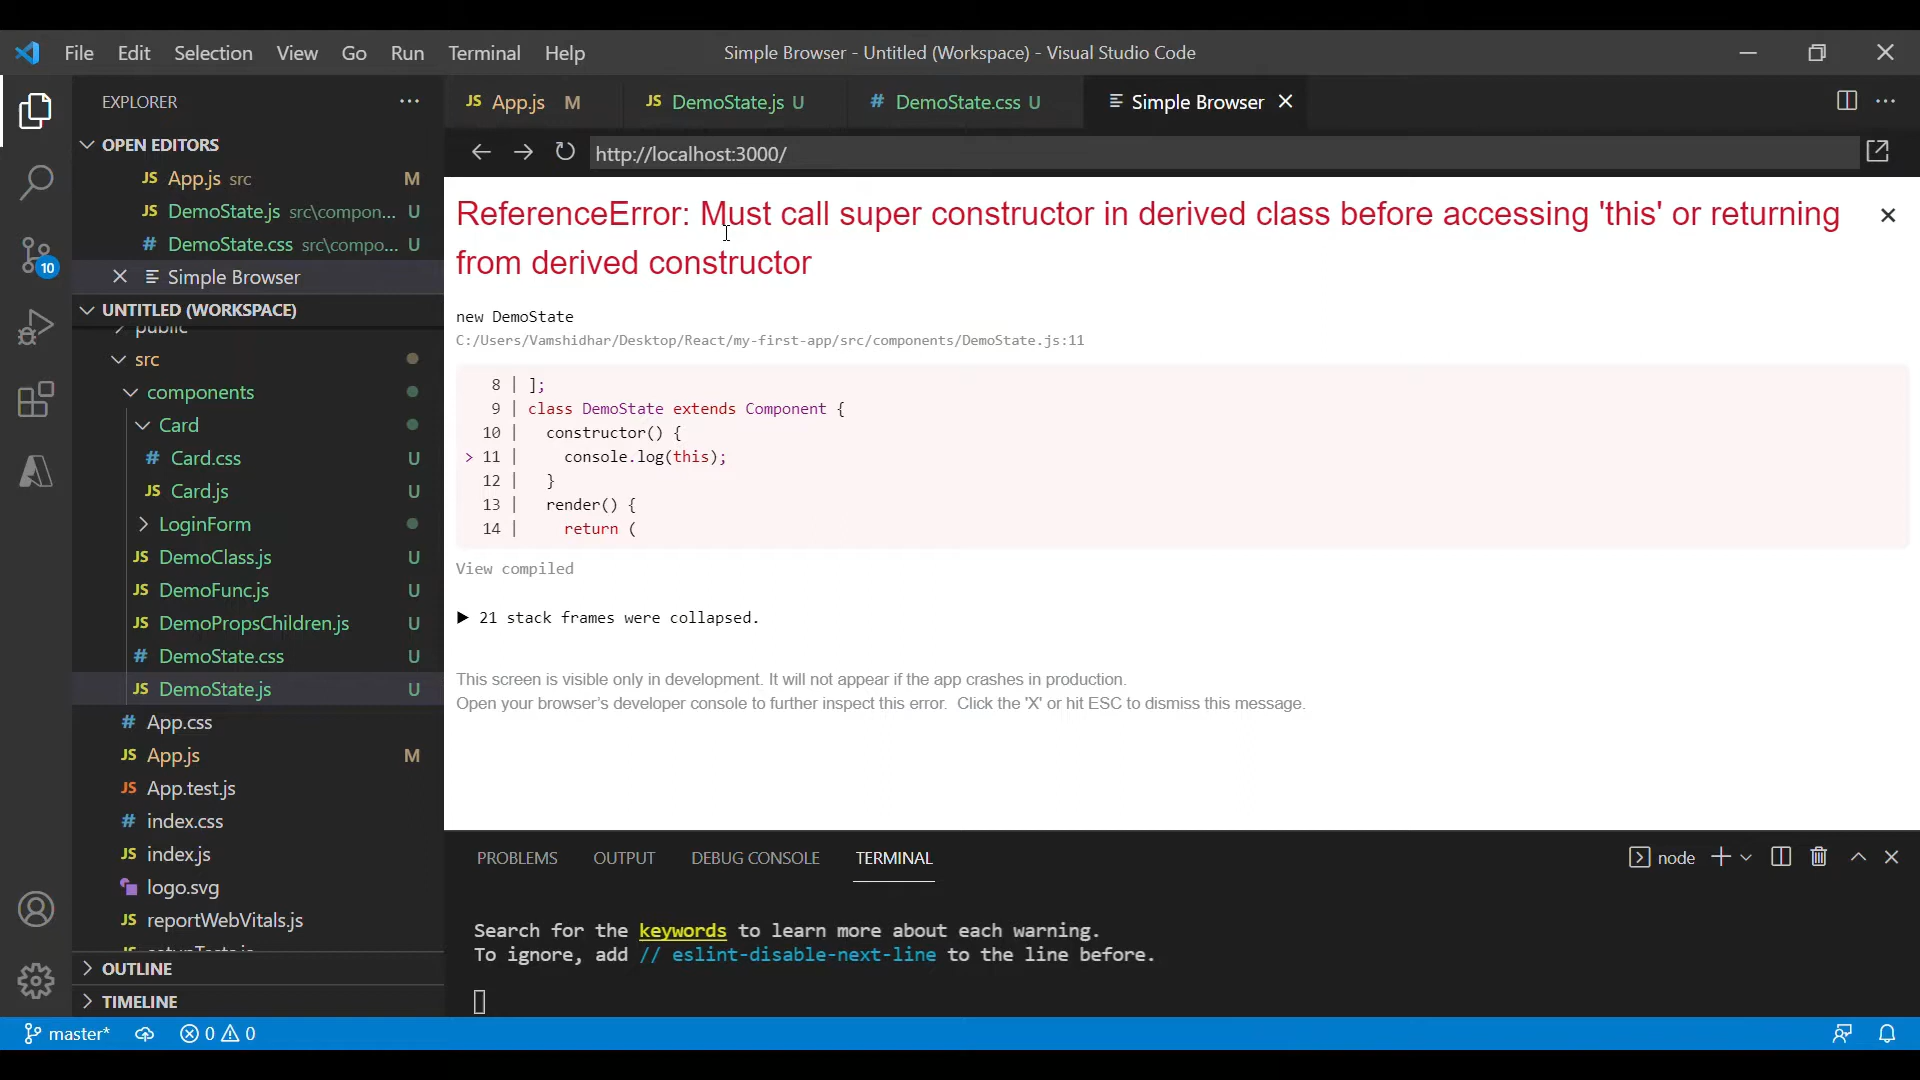 File Edit Selection View Go Run Terminal Help
Simple Browser - Untitled (Workspace) - Visual Studio Code
EXPLORER
OPEN EDITORS
JS App.js src M
JS DemoState.js src\compon... U
# DemoState.css src\compo... U
Simple Browser
UNTITLED (WORKSPACE)
public
src
components
Card
# Card.css U
JS Card.js U
LoginForm
JS DemoClass.js U
JS DemoFunc.js U
JS DemoPropsChildren.js U
# DemoState.css U
JS DemoState.js U
# App.css
JS App.js M
JS App.test.js
# index.css
JS index.js
logo.svg
JS reportWebVitals.js
OUTLINE
TIMELINE
10
JS App.js M
JS DemoState.js U
# DemoState.css U
Simple Browser
http://localhost:3000/
ReferenceError: Must call super constructor in derived class before accessing 'this' or returning
from derived constructor
new DemoState
C:/Users/Vamshidhar/Desktop/React/my-first-app/src/components/DemoState.js:11
8 | ];
9 | class DemoState extends Component {
10 | constructor() {
> 11 | console.log(this);
12 | }
13 | render() {
14 | return (
View compiled
▶ 21 stack frames were collapsed.
This screen is visible only in development. It will not appear if the app crashes in production.
Open your browser's developer console to further inspect this error. Click the 'X' or hit ESC to dismiss this message.
PROBLEMS OUTPUT DEBUG CONSOLE TERMINAL
node
Search for the keywords to learn more about each warning.
To ignore, add // eslint-disable-next-line to the line before.
master* 0 0